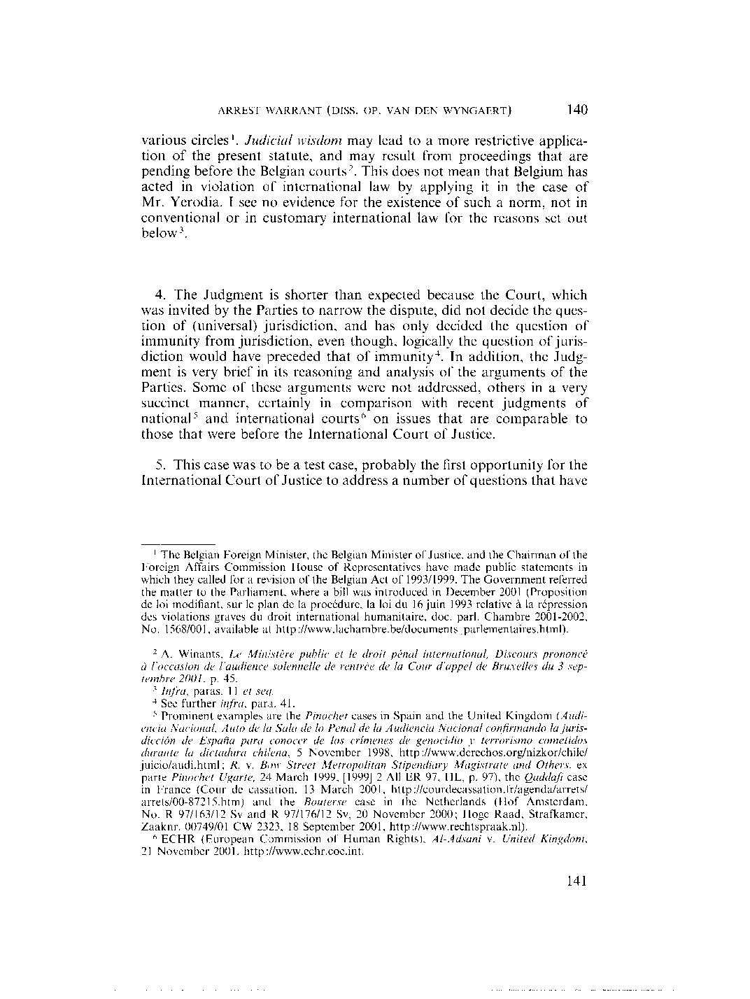 ARREST WARRANT (DISS. OP. VAN DEN WYNGAERT) 140
various circles¹. Judicial wisdom may lead to a more restrictive applica-
tion of the present statute, and may result from proceedings that are
pending before the Belgian courts². This does not mean that Belgium has
acted in violation of international law by applying it in the case of
Mr. Yerodia. I see no evidence for the existence of such a norm, not in
conventional or in customary international law for the reasons set out
below³.
4. The Judgment is shorter than expected because the Court, which
was invited by the Parties to narrow the dispute, did not decide the ques-
tion of (universal) jurisdiction, and has only decided the question of
immunity from jurisdiction, even though, logically the question of juris-
diction would have preceded that of immunity⁴. In addition, the Judg-
ment is very brief in its reasoning and analysis of the arguments of the
Parties. Some of these arguments were not addressed, others in a very
succinct manner, certainly in comparison with recent judgments of
national⁵ and international courts⁶ on issues that are comparable to
those that were before the International Court of Justice.
5. This case was to be a test case, probably the first opportunity for the
International Court of Justice to address a number of questions that have
¹ The Belgian Foreign Minister, the Belgian Minister of Justice, and the Chairman of the
Foreign Affairs Commission House of Representatives have made public statements in
which they called for a revision of the Belgian Act of 1993/1999. The Government referred
the matter to the Parliament, where a bill was introduced in December 2001 (Proposition
de loi modifiant, sur le plan de la procédure, la loi du 16 juin 1993 relative à la répression
des violations graves du droit international humanitaire, doc. parl. Chambre 2001-2002,
No. 1568/001, available at http://www.lachambre.be/documents_parlementaires.html).
² A. Winants, Le Ministère public et le droit pénal international, Discours prononcé
à l'occasion de l'audience solennelle de rentrée de la Cour d'appel de Bruxelles du 3 sep-
tembre 2001, p. 45.
³ Infra, paras. 11 et seq.
⁴ See further infra, para. 41.
⁵ Prominent examples are the Pinochet cases in Spain and the United Kingdom (Audi-
encia Nacional, Auto de la Sala de lo Penal de la Audiencia Nacional confirmando la juris-
dicción de España para conocer de los crímenes de genocidio y terrorismo cometidos
durante la dictadura chilena, 5 November 1998, http://www.derechos.org/nizkor/chile/
juicio/audi.html; R. v. Bow Street Metropolitan Stipendiary Magistrate and Others, ex
parte Pinochet Ugarte, 24 March 1999, [1999] 2 All ER 97, HL, p. 97), the Qaddafi case
in France (Cour de cassation, 13 March 2001, http://courdecassation.fr/agenda/arrets/
arrets/00-87215.htm) and the Bouterse case in the Netherlands (Hof Amsterdam,
No. R 97/163/12 Sv and R 97/176/12 Sv, 20 November 2000; Hoge Raad, Strafkamer,
Zaaknr. 00749/01 CW 2323, 18 September 2001, http://www.rechtspraak.nl).
⁶ ECHR (European Commission of Human Rights), Al-Adsani v. United Kingdom,
21 November 2001, http://www.echr.coe.int.
141